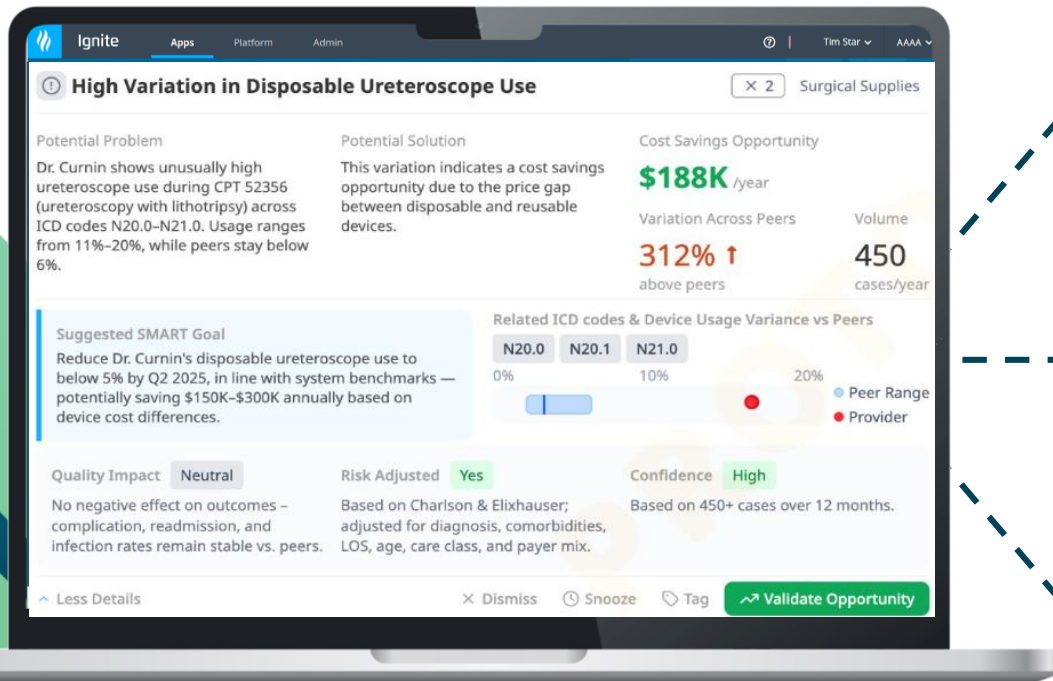 Ignite Apps Platform Admin Tim Star AAAA
High Variation in Disposable Ureteroscope Use
× 2 Surgical Supplies
Potential Problem
Dr. Curnin shows unusually high
ureteroscope use during CPT 52356
(ureteroscopy with lithotripsy) across
ICD codes N20.0–N21.0. Usage ranges
from 11%–20%, while peers stay below
6%.
Potential Solution
This variation indicates a cost savings
opportunity due to the price gap
between disposable and reusable
devices.
Cost Savings Opportunity
$188K /year
Variation Across Peers
312% ↑
above peers
Volume
450
cases/year
Suggested SMART Goal
Reduce Dr. Curnin's disposable ureteroscope use to
below 5% by Q2 2025, in line with system benchmarks —
potentially saving $150K–$300K annually based on
device cost differences.
Related ICD codes & Device Usage Variance vs Peers
N20.0 N20.1 N21.0
0% 10% 20%
Peer Range
Provider
Quality Impact Neutral
No negative effect on outcomes –
complication, readmission, and
infection rates remain stable vs. peers.
Risk Adjusted Yes
Based on Charlson & Elixhauser;
adjusted for diagnosis, comorbidities,
LOS, age, care class, and payer mix.
Confidence High
Based on 450+ cases over 12 months.
Less Details × Dismiss Snooze Tag Validate Opportunity